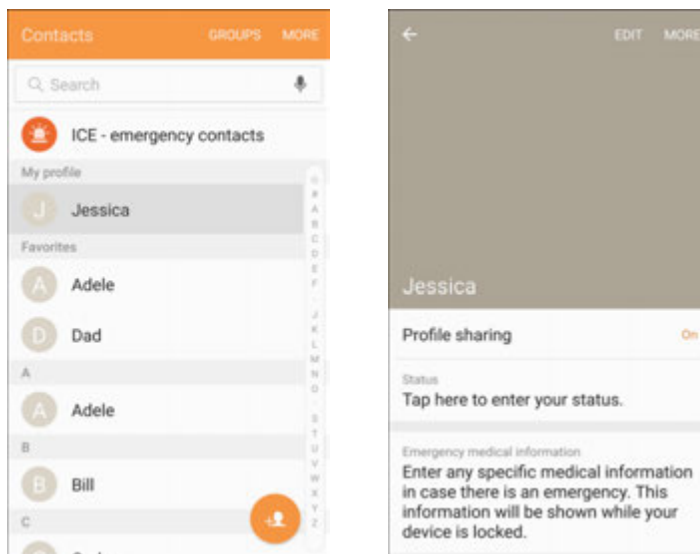 Contacts GROUPS MORE
Search
ICE - emergency contacts
My profile
J Jessica
Favorites
A Adele
D Dad
A
A Adele
B
B Bill
C
#
A
B
C
D
E
F
J
K
L
M
N
O
S
T
U
V
W
X
Y
Z
EDIT MORE
Jessica
Profile sharing On
Status
Tap here to enter your status.
Emergency medical information
Enter any specific medical information
in case there is an emergency. This
information will be shown while your
device is locked.